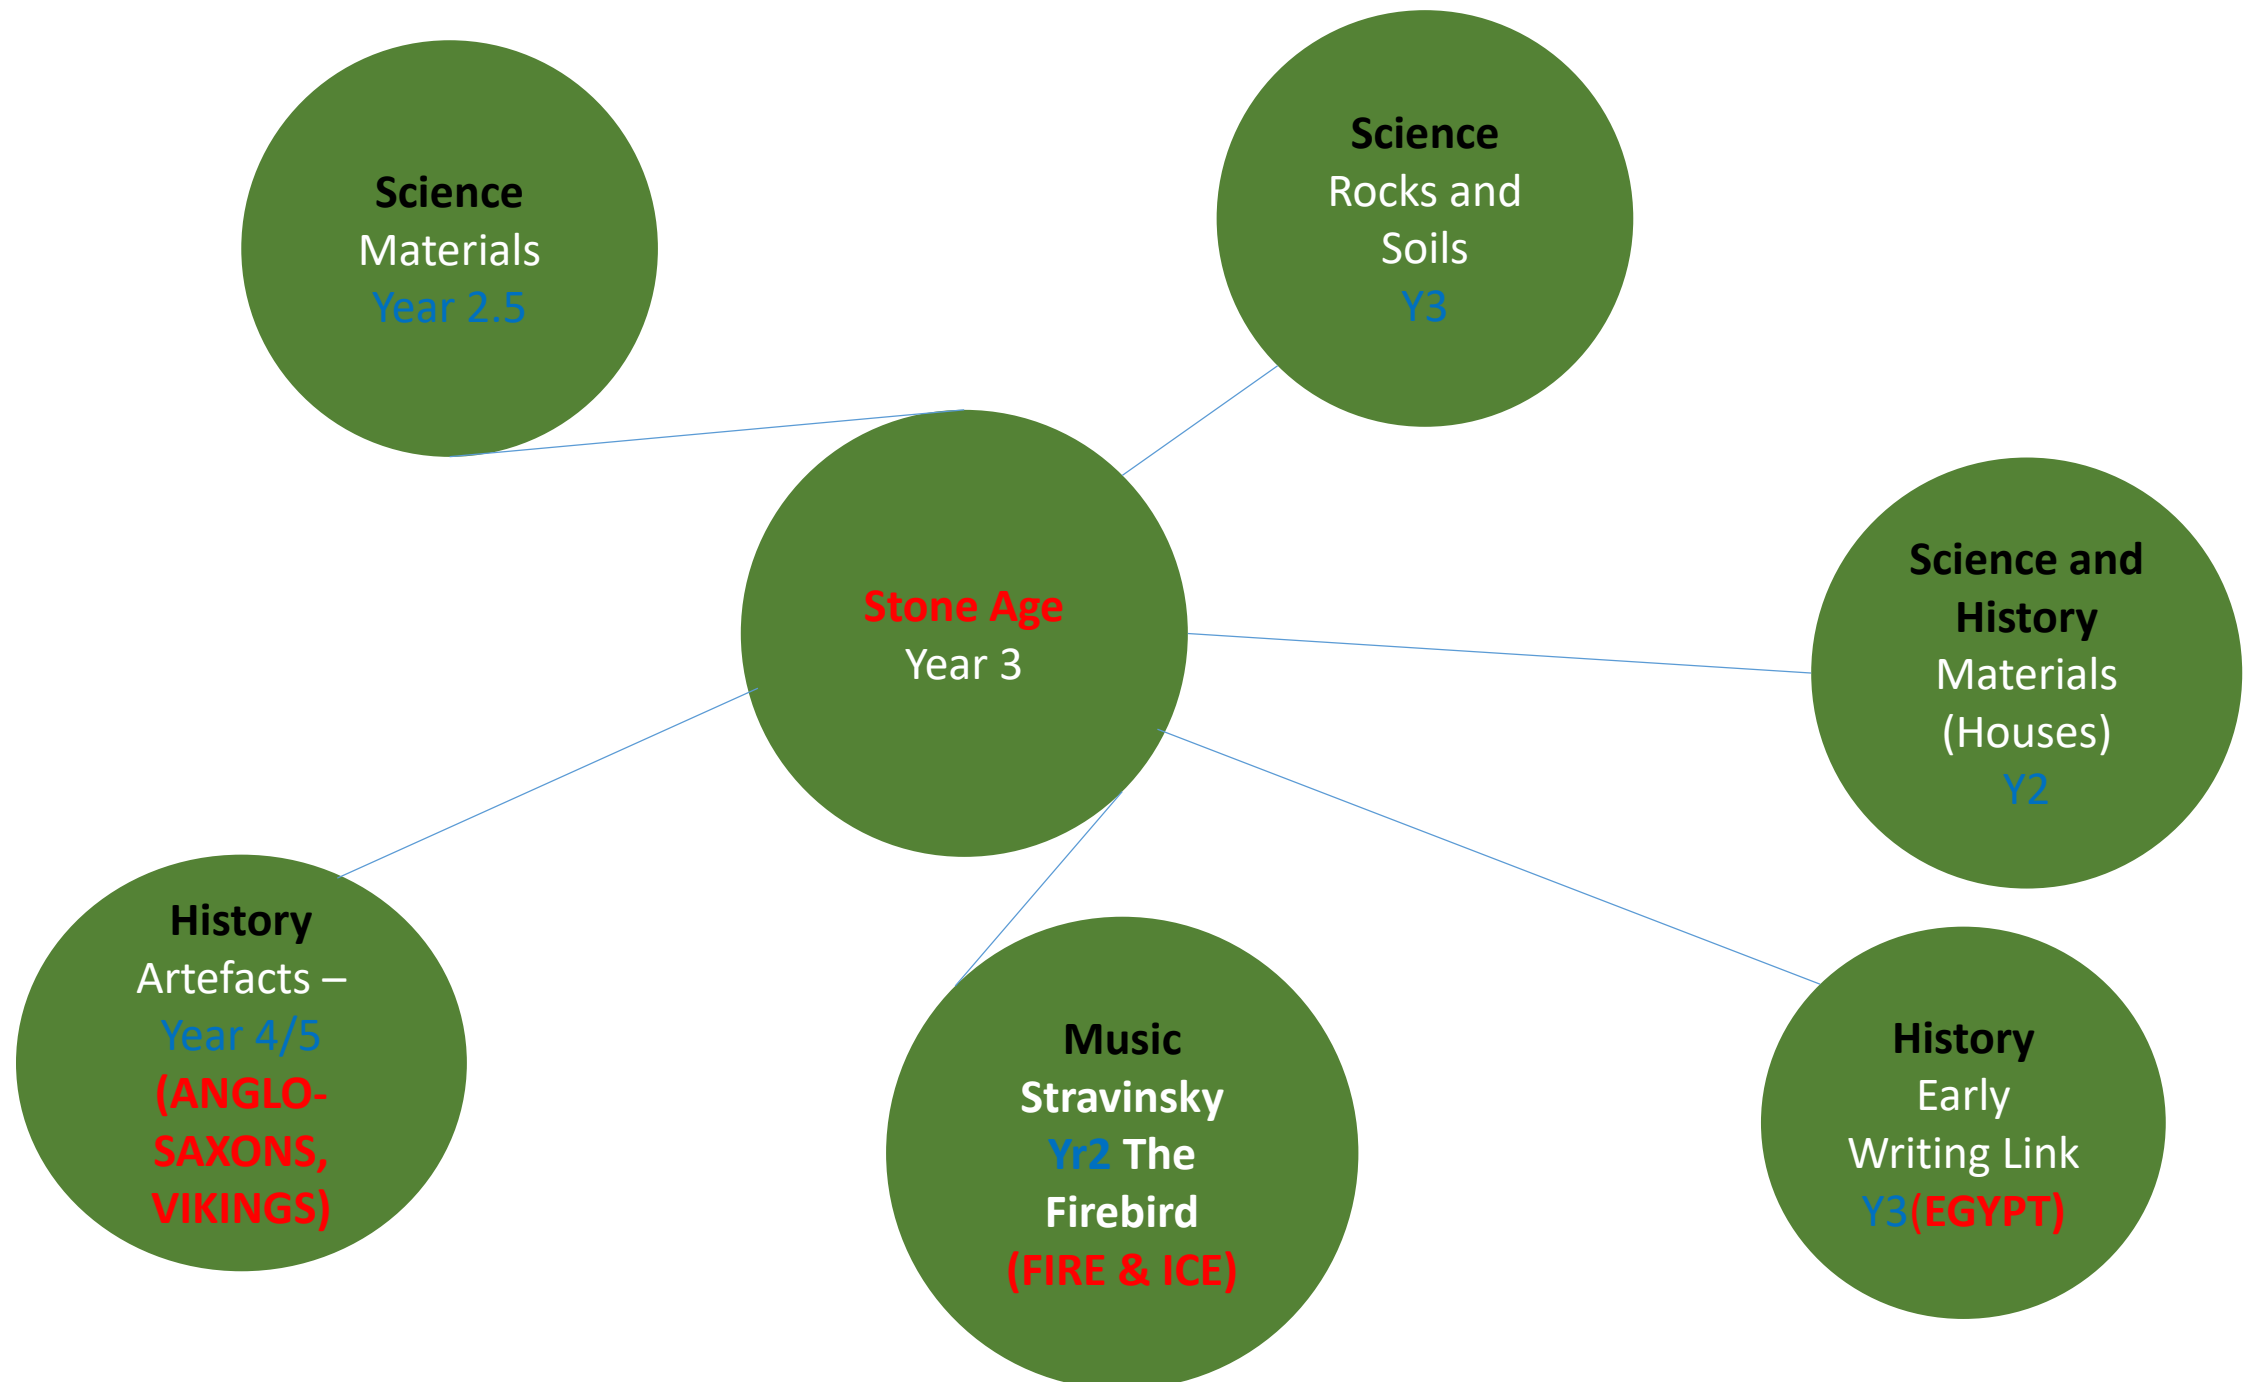 Science
Materials
Year 2.5
Science
Rocks and
Soils
Y3
Stone Age
Year 3
Science and
History
Materials
(Houses)
Y2
History
Artefacts –
Year 4/5
(ANGLO-
SAXONS,
VIKINGS)
Music
Stravinsky
Yr2 The
Firebird
(FIRE & ICE)
History
Early
Writing Link
Y3(EGYPT)